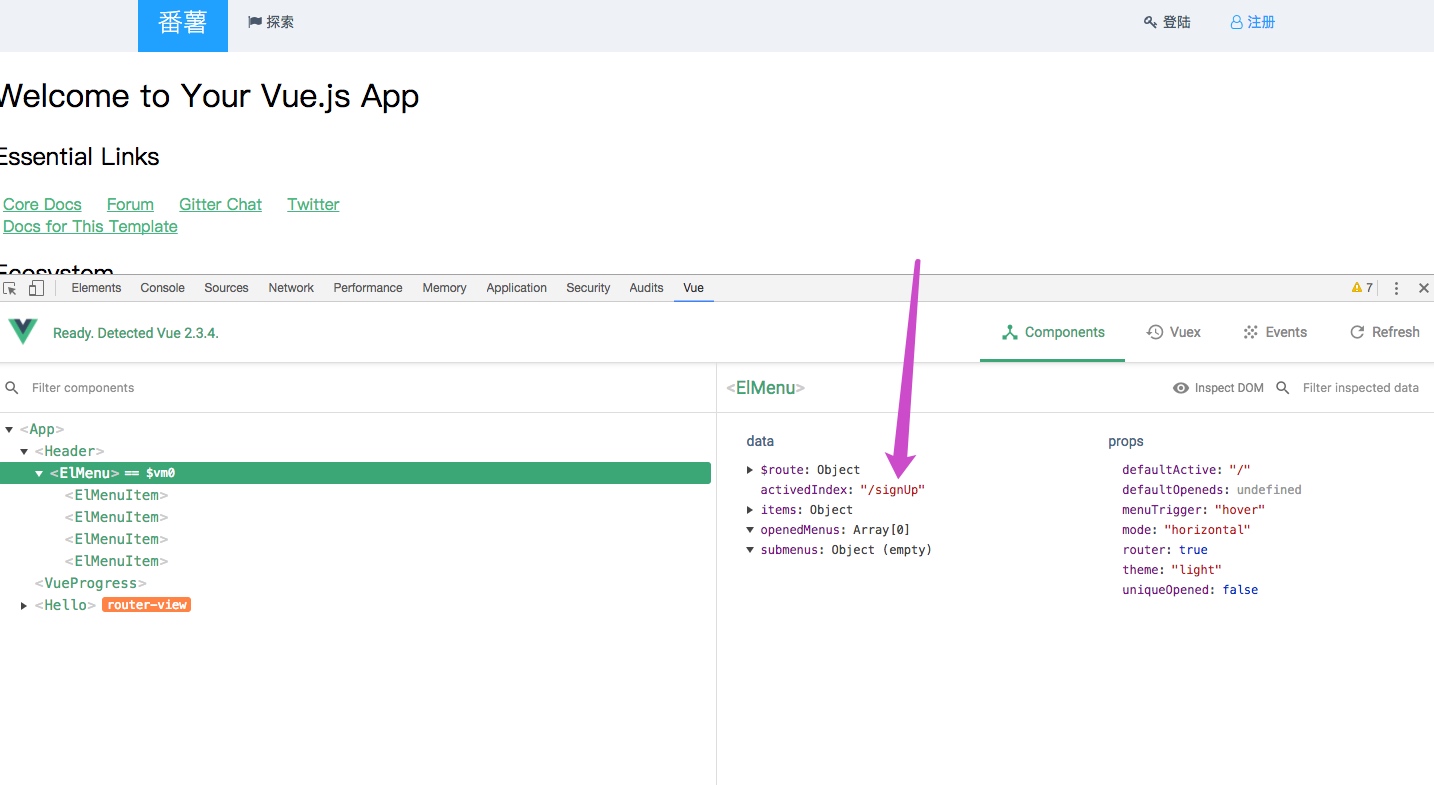 番薯 探索 登陆 注册
Welcome to Your Vue.js App
Essential Links
Core Docs Forum Gitter Chat Twitter
Docs for This Template
Ecosystem
Elements Console Sources Network Performance Memory Application Security Audits Vue 7
Ready. Detected Vue 2.3.4. Components Vuex Events Refresh
Filter components <ElMenu> Inspect DOM Filter inspected data
<App>
<Header>
<ElMenu> == $vm0
<ElMenuItem>
<ElMenuItem>
<ElMenuItem>
<ElMenuItem>
<VueProgress>
<Hello> router-view
data
$route: Object
activedIndex: "/signUp"
items: Object
openedMenus: Array[0]
submenus: Object (empty)
props
defaultActive: "/"
defaultOpeneds: undefined
menuTrigger: "hover"
mode: "horizontal"
router: true
theme: "light"
uniqueOpened: false